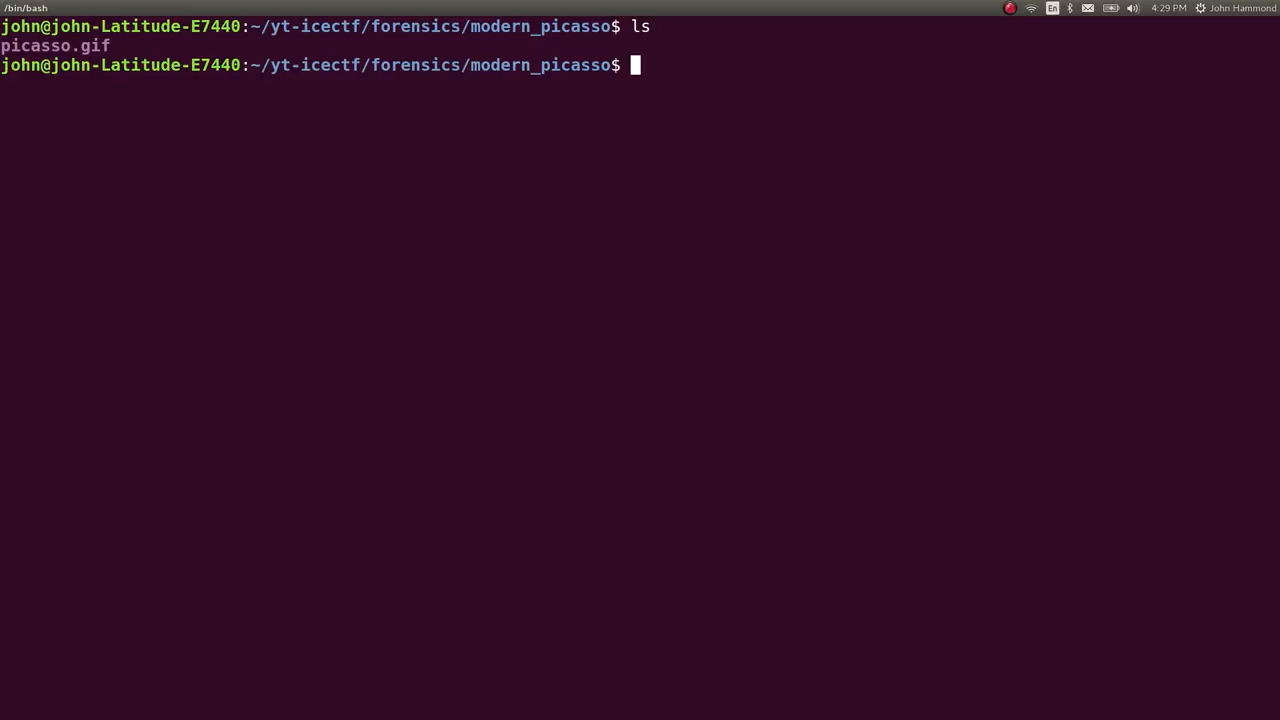 /bin/bash En 4:29 PM John Hammond
john@john-Latitude-E7440:~/yt-icectf/forensics/modern_picasso$ ls
picasso.gif
john@john-Latitude-E7440:~/yt-icectf/forensics/modern_picasso$